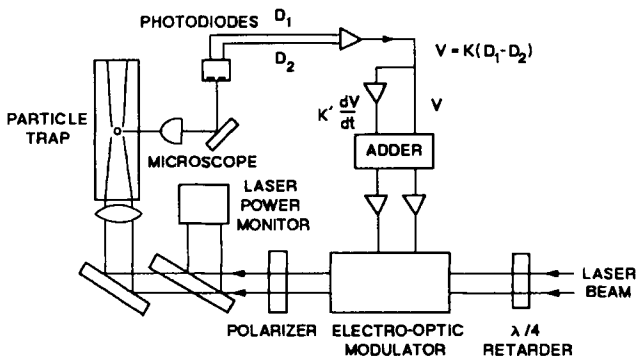 PHOTODIODES
D₁
D₂
V = K(D₁-D₂)
K′ dV/dt
V
ADDER
PARTICLE
TRAP
MICROSCOPE
LASER
POWER
MONITOR
POLARIZER
ELECTRO-OPTIC
MODULATOR
λ/4
RETARDER
LASER
BEAM